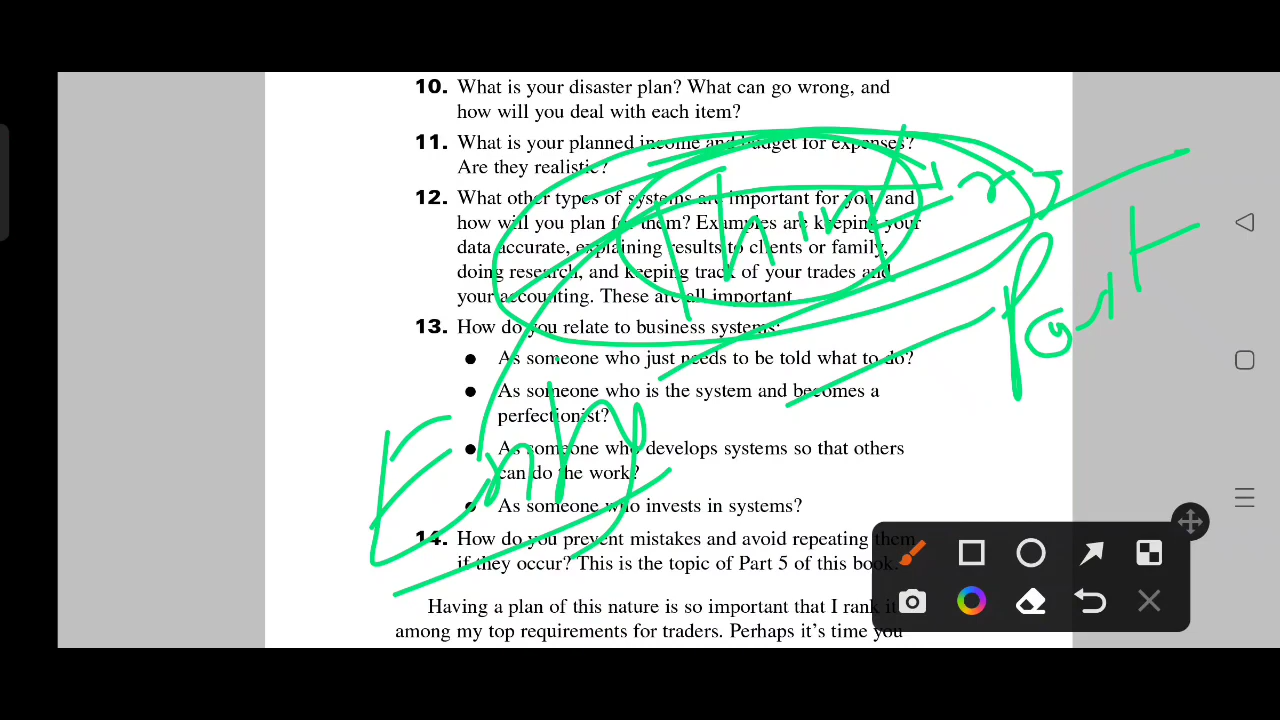 10. What is your disaster plan? What can go wrong, and
how will you deal with each item?
11. What is your planned income and budget for expenses?
Are they realistic?
12. What other types of systems are important for you, and
how will you plan for them? Examples are keeping your
data accurate, explaining results to clients or family,
doing research, and keeping track of your trades and
your accounting. These are all important.
13. How do you relate to business systems:
● As someone who just needs to be told what to do?
● As someone who is the system and becomes a
perfectionist?
● As someone who develops systems so that others
can do the work?
● As someone who invests in systems?
14. How do you prevent mistakes and avoid repeating them
if they occur? This is the topic of Part 5 of this book.
Having a plan of this nature is so important that I rank it
among my top requirements for traders. Perhaps it's time you
Think